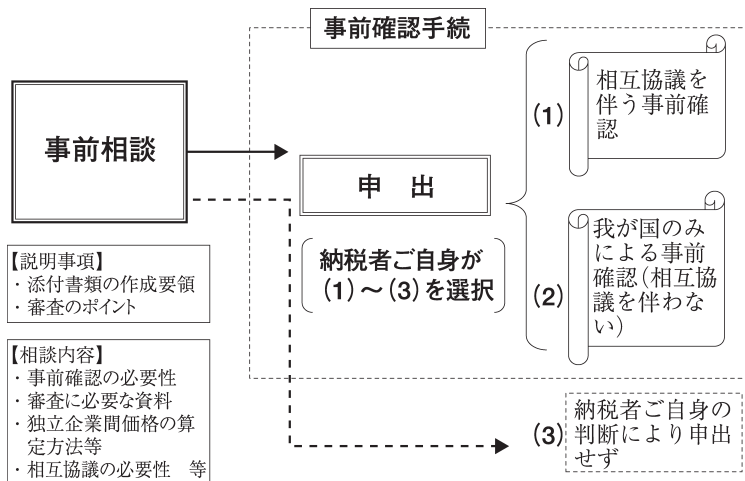 事前確認手続
事前相談
申　出
納税者ご自身が
(1)～(3)を選択
(1)
相互協議を
伴う事前確
認
(2)
我が国のみ
による事前
確認(相互協
議を伴わな
い)
(3)
納税者ご自身の
判断により申出
せず
【説明事項】
・添付書類の作成要領
・審査のポイント
【相談内容】
・事前確認の必要性
・審査に必要な資料
・独立企業間価格の算
定方法等
・相互協議の必要性　等